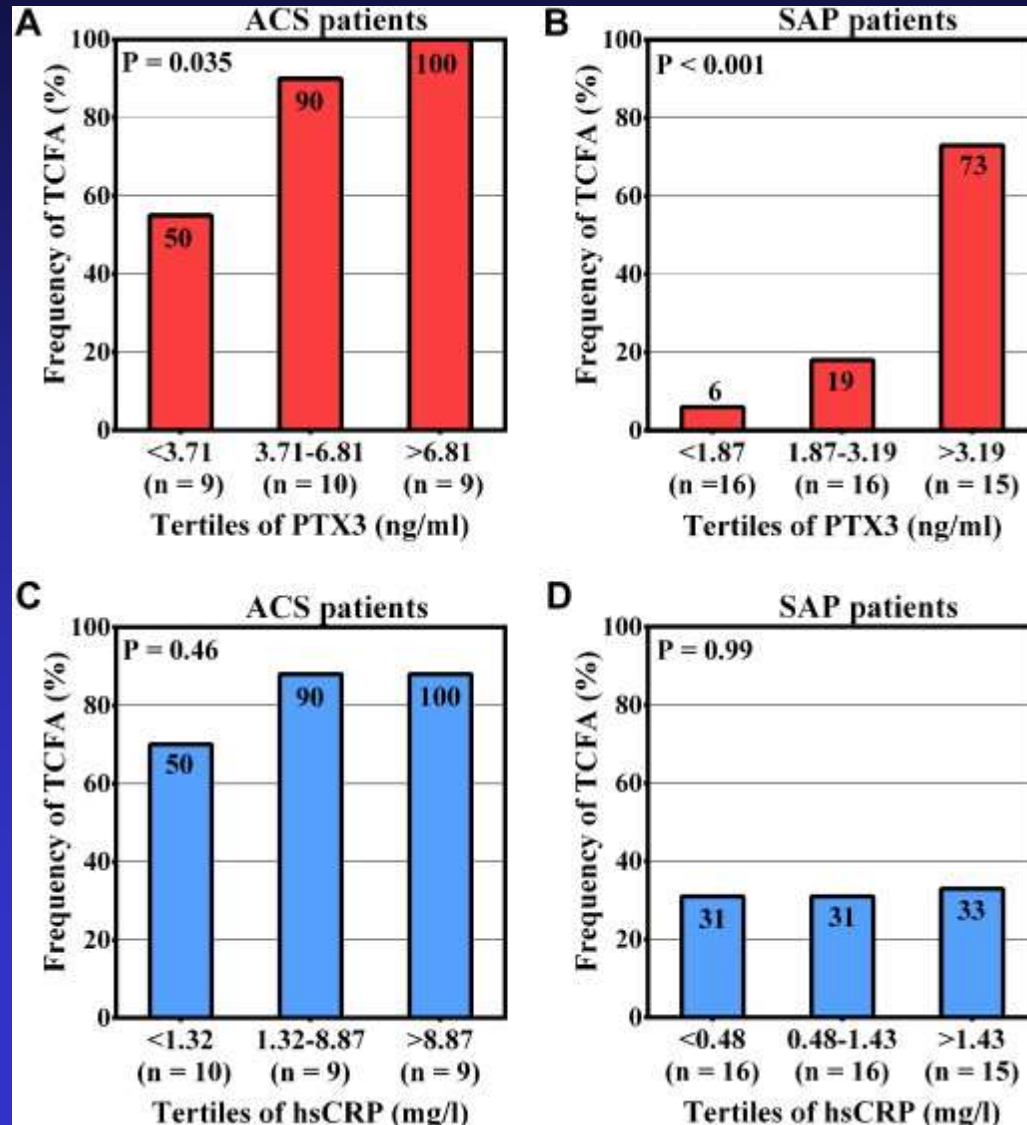 A
ACS patients
P = 0.035
Frequency of TCFA (%)
100
80
60
40
20
0
50
90
100
<3.71
3.71-6.81
>6.81
(n = 9)
(n = 10)
(n = 9)
Tertiles of PTX3 (ng/ml)
B
SAP patients
P < 0.001
Frequency of TCFA (%)
100
80
60
40
20
0
6
19
73
<1.87
1.87-3.19
>3.19
(n =16)
(n = 16)
(n = 15)
Tertiles of PTX3 (ng/ml)
C
ACS patients
P = 0.46
Frequency of TCFA (%)
100
80
60
40
20
0
50
90
100
<1.32
1.32-8.87
>8.87
(n = 10)
(n = 9)
(n = 9)
Tertiles of hsCRP (mg/l)
D
SAP patients
P = 0.99
Frequency of TCFA (%)
100
80
60
40
20
0
31
31
33
<0.48
0.48-1.43
>1.43
(n = 16)
(n = 16)
(n = 15)
Tertiles of hsCRP (mg/l)